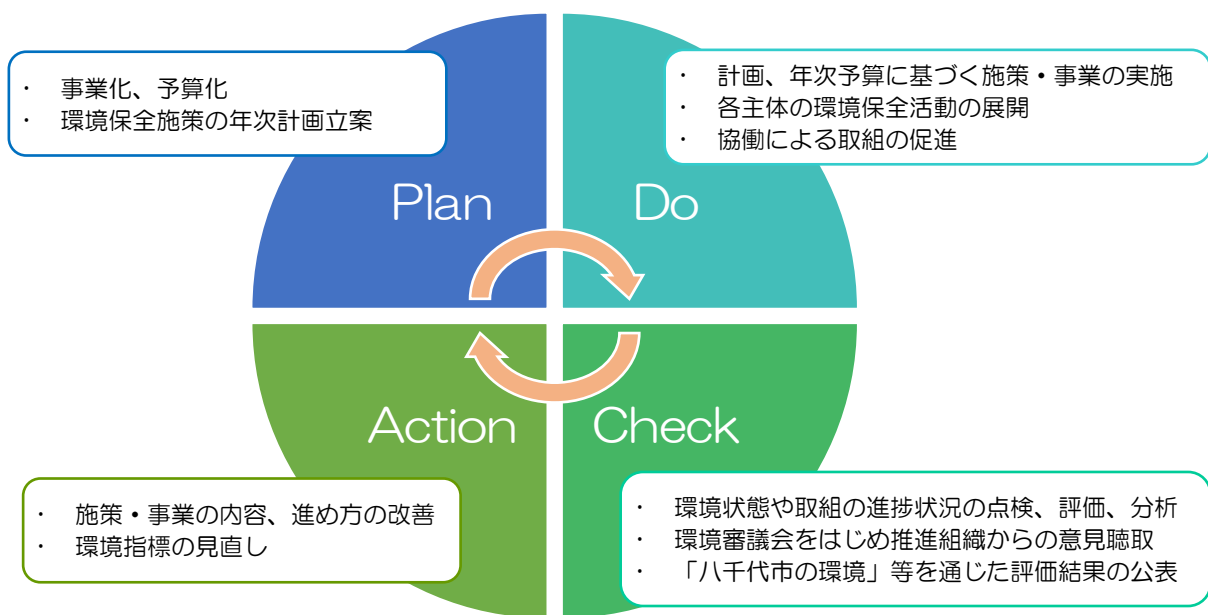 ・ 事業化、予算化
・ 環境保全施策の年次計画立案
Plan
・ 計画、年次予算に基づく施策・事業の実施
・ 各主体の環境保全活動の展開
・ 協働による取組の促進
Do
Action
・ 施策・事業の内容、進め方の改善
・ 環境指標の見直し
Check
・ 環境状態や取組の進捗状況の点検、評価、分析
・ 環境審議会をはじめ推進組織からの意見聴取
・ 「八千代市の環境」等を通じた評価結果の公表